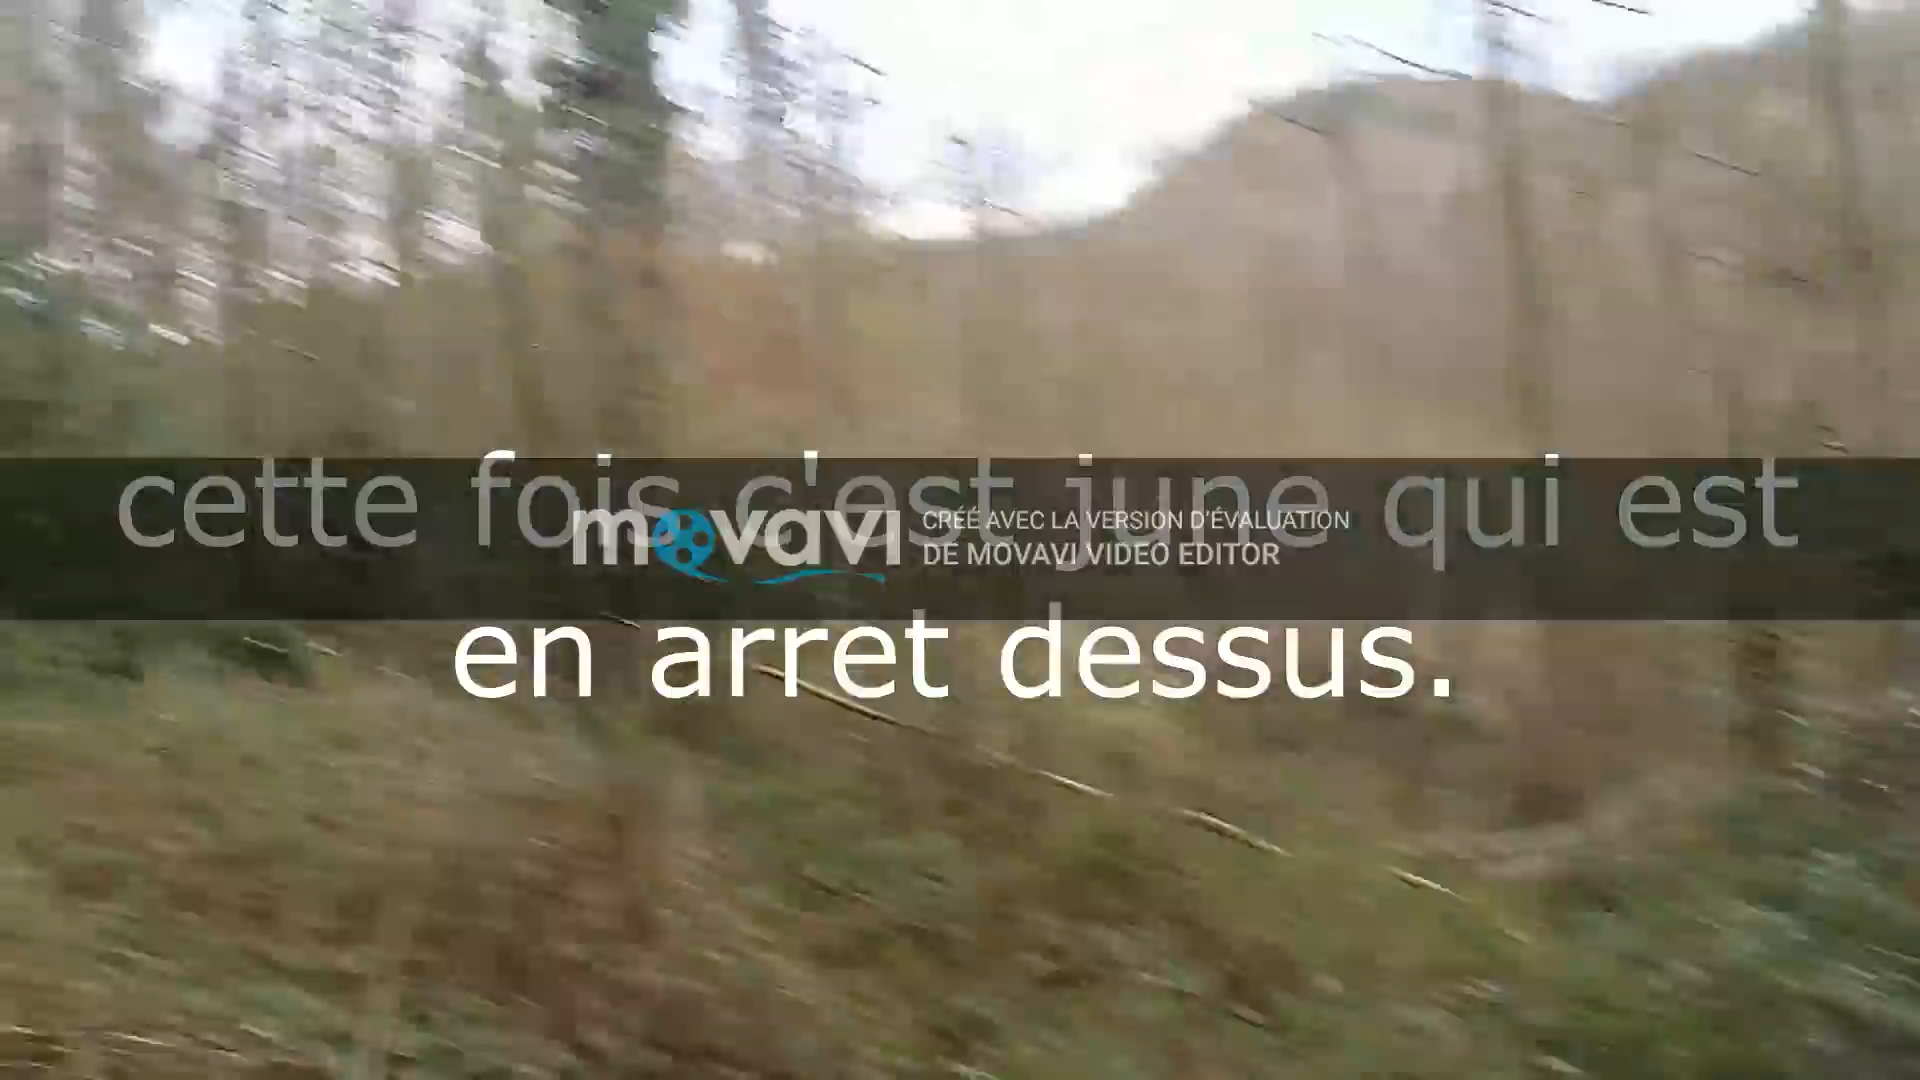 cette fois c'est june qui est
movavi
CRÉÉ AVEC LA VERSION D'ÉVALUATION
DE MOVAVI VIDEO EDITOR
en arret dessus.